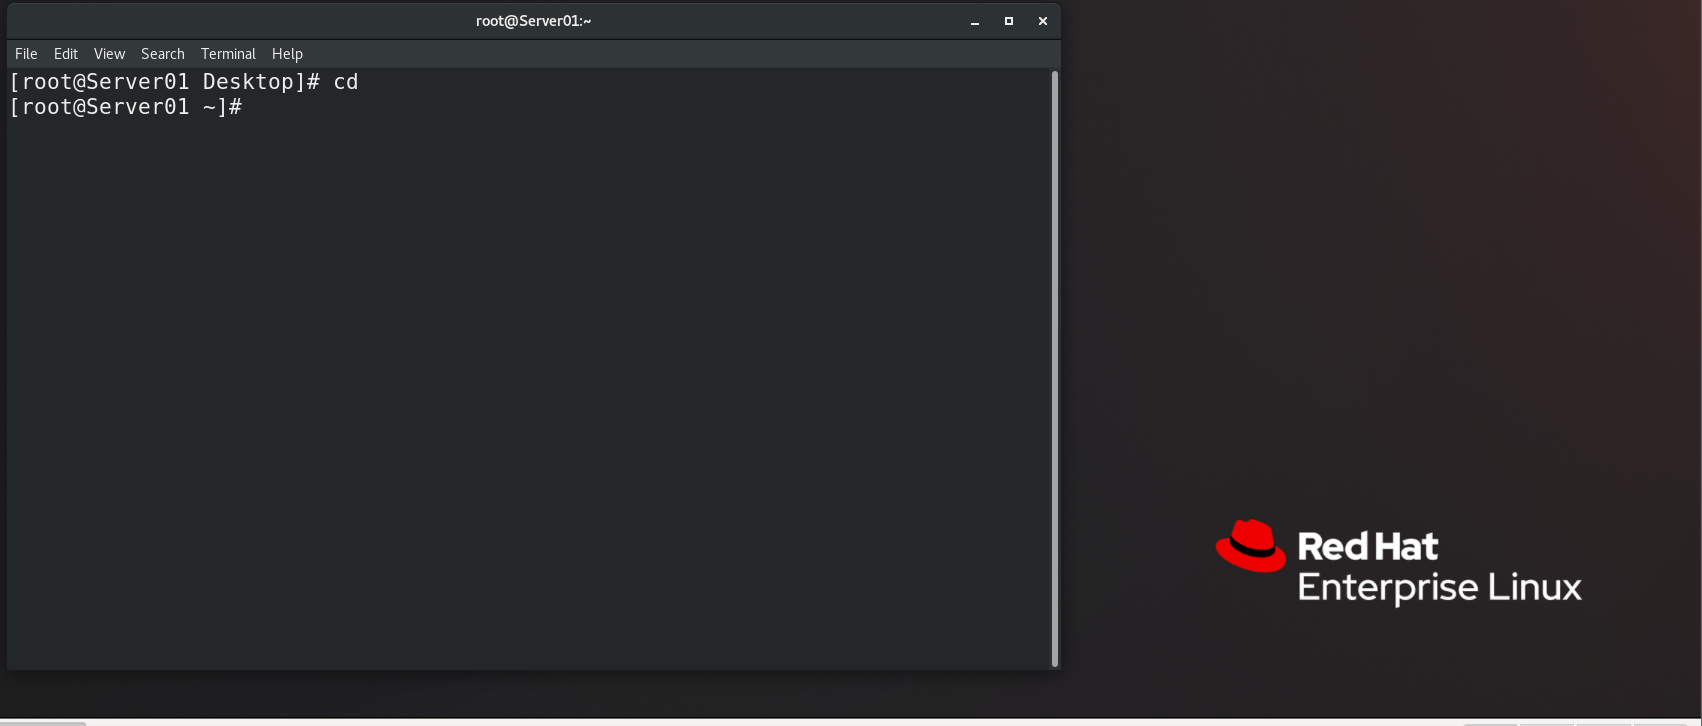 root@Server01:~
File Edit View Search Terminal Help
[root@Server01 Desktop]# cd
[root@Server01 ~]#
Red Hat
Enterprise Linux